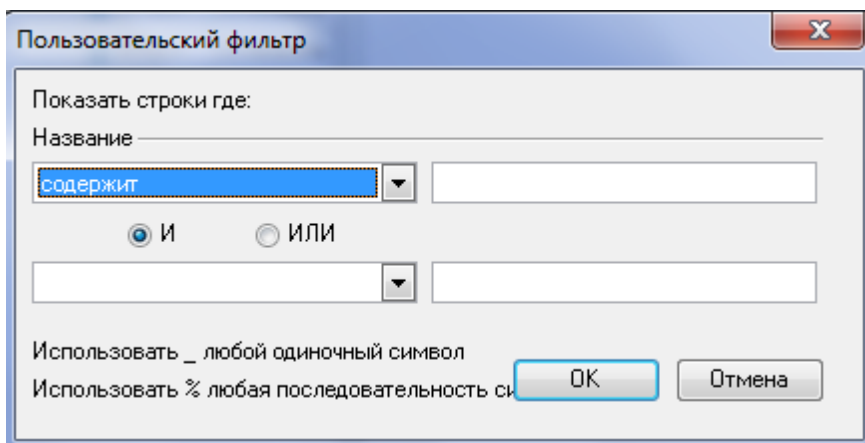 Пользовательский фильтр
Показать строки где:
Название
содержит
И ИЛИ
Использовать _ любой одиночный символ
Использовать % любая последовательность си
OK Отмена